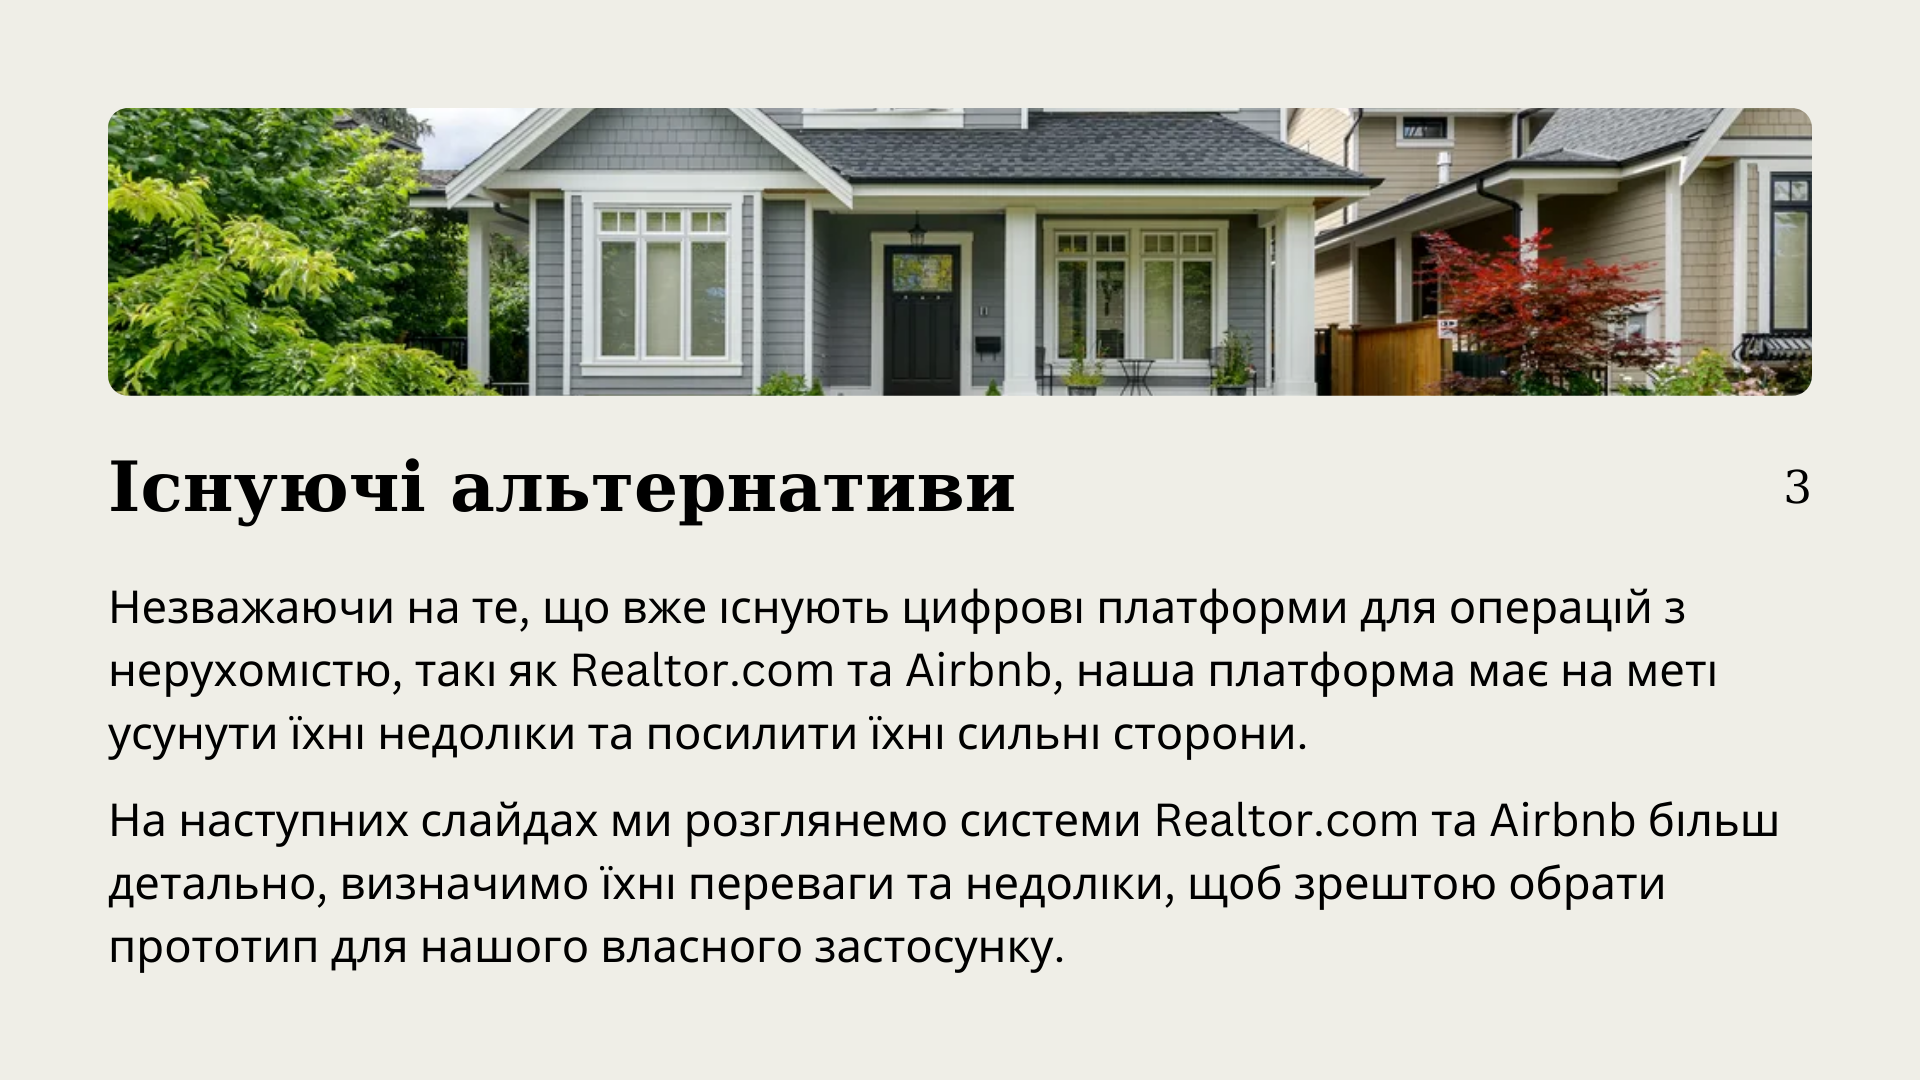 Існуючі альтернативи
3
Незважаючи на те, що вже існують цифрові платформи для операцій з
нерухомістю, такі як Realtor.com та Airbnb, наша платформа має на меті
усунути їхні недоліки та посилити їхні сильні сторони.
На наступних слайдах ми розглянемо системи Realtor.com та Airbnb більш
детально, визначимо їхні переваги та недоліки, щоб зрештою обрати
прототип для нашого власного застосунку.